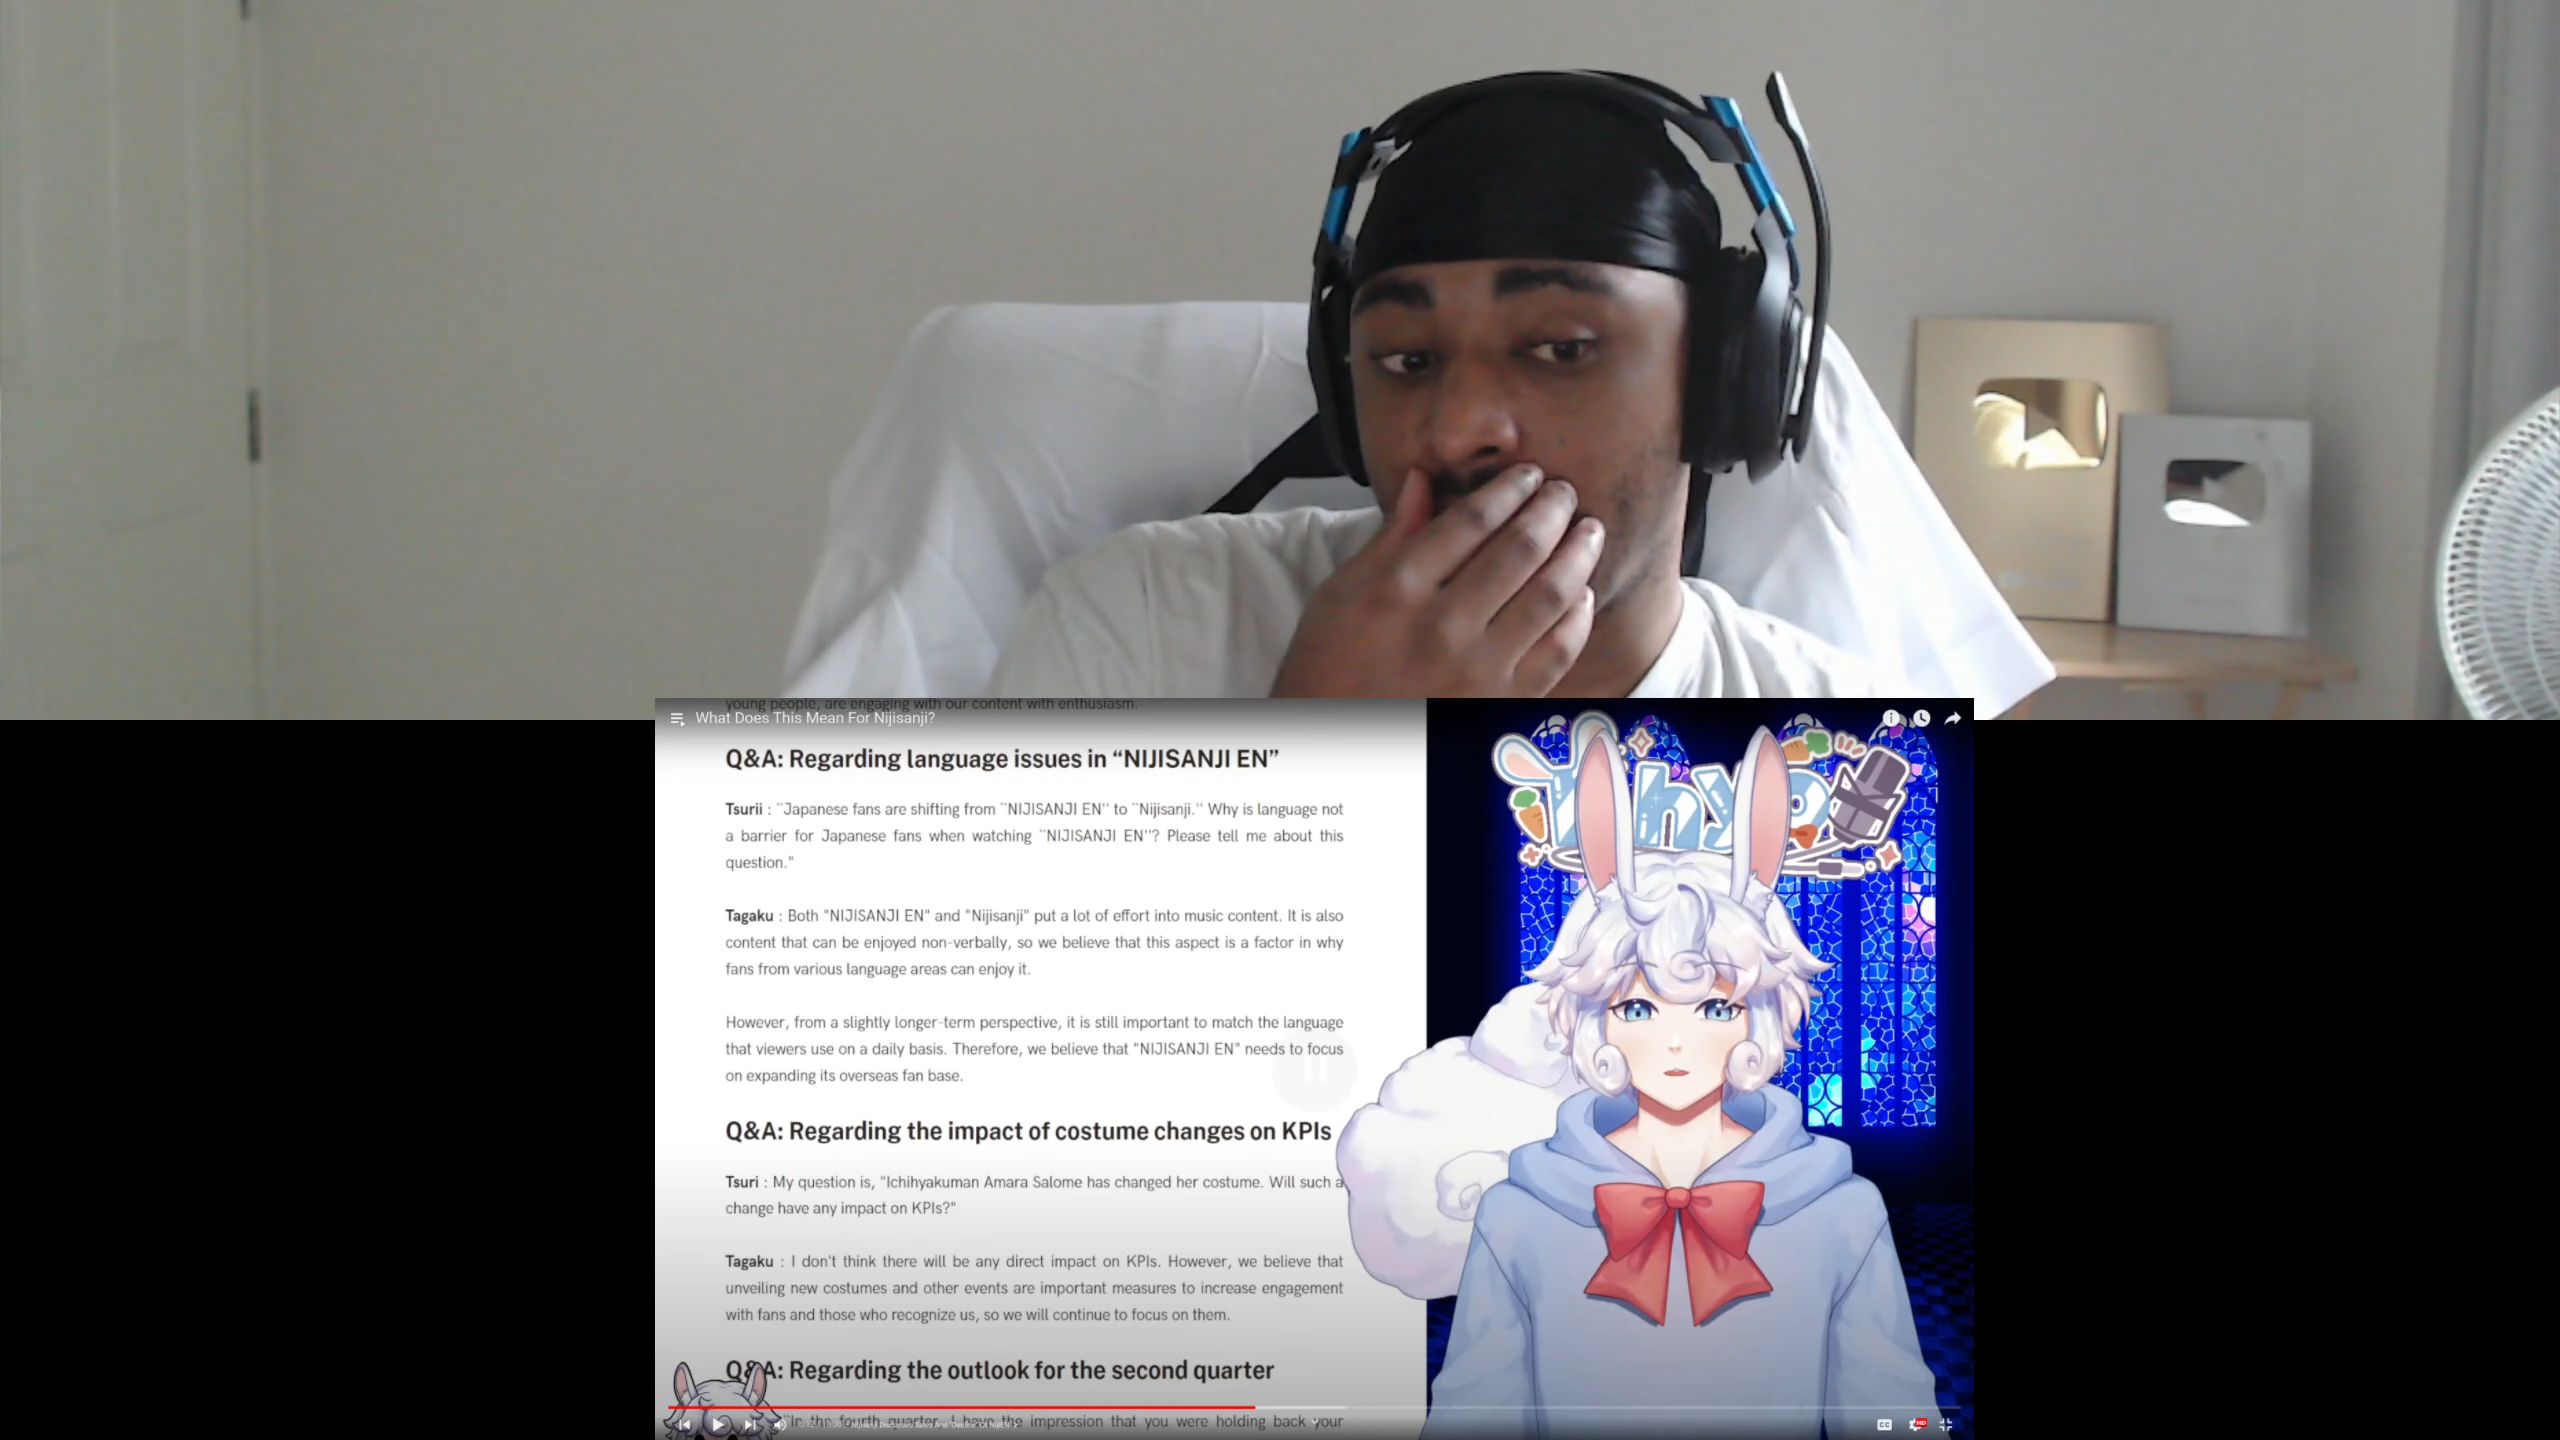 young people, are engaging with our content with enthusiasm.
What Does This Mean For Nijisanji?
Q&A: Regarding language issues in “NIJISANJI EN”
Tsurii : ``Japanese fans are shifting from ``NIJISANJI EN'' to ``Nijisanji.'' Why is language not
a barrier for Japanese fans when watching ``NIJISANJI EN''? Please tell me about this
question."
Tagaku : Both "NIJISANJI EN" and "Nijisanji" put a lot of effort into music content. It is also
content that can be enjoyed non-verbally, so we believe that this aspect is a factor in why
fans from various language areas can enjoy it.
However, from a slightly longer-term perspective, it is still important to match the language
that viewers use on a daily basis. Therefore, we believe that "NIJISANJI EN" needs to focus
on expanding its overseas fan base.
Q&A: Regarding the impact of costume changes on KPIs
Tsuri : My question is, "Ichihyakuman Amara Salome has changed her costume. Will such a
change have any impact on KPIs?"
Tagaku : I don't think there will be any direct impact on KPIs. However, we believe that
unveiling new costumes and other events are important measures to increase engagement
with fans and those who recognize us, so we will continue to focus on them.
Q&A: Regarding the outlook for the second quarter
``In the fourth quarter, I have the impression that you were holding back your
CC
HD